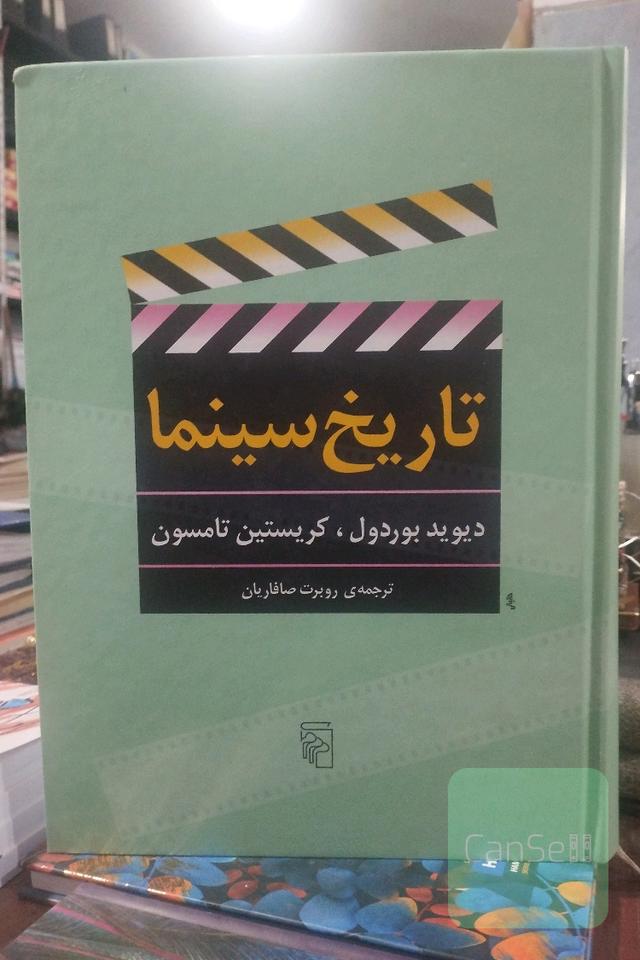 تاریخ سینما
دیوید بوردول، کریستین تامسون
ترجمه‌ی روبرت صافاریان
CanSell